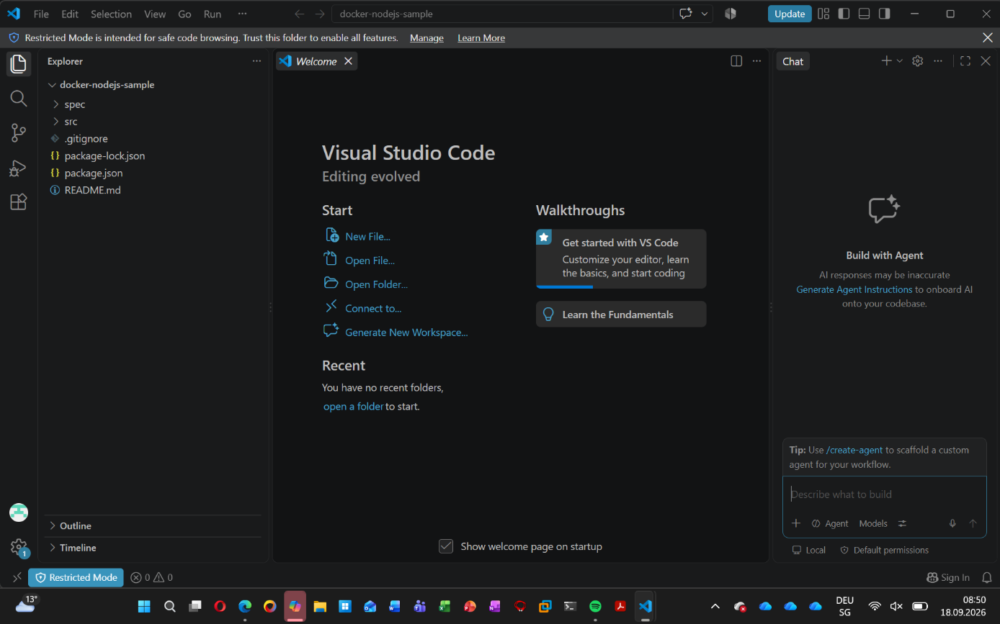 File Edit Selection View Go Run ···
docker-nodejs-sample
Update
Restricted Mode is intended for safe code browsing. Trust this folder to enable all features. Manage Learn More
Explorer
docker-nodejs-sample
spec
src
.gitignore
{} package-lock.json
{} package.json
README.md
Outline
Timeline
1
Welcome
Visual Studio Code
Editing evolved
Start
New File...
Open File...
Open Folder...
Connect to...
Generate New Workspace...
Recent
You have no recent folders,
open a folder to start.
Walkthroughs
Get started with VS Code
Customize your editor, learn
the basics, and start coding
Learn the Fundamentals
Show welcome page on startup
Chat
Build with Agent
AI responses may be inaccurate
Generate Agent Instructions to onboard AI
onto your codebase.
Tip: Use /create-agent to scaffold a custom
agent for your workflow.
Describe what to build
Agent Models
Local Default permissions
Restricted Mode 0 0
Sign In
13°
DEU
SG
08:50
18.09.2026